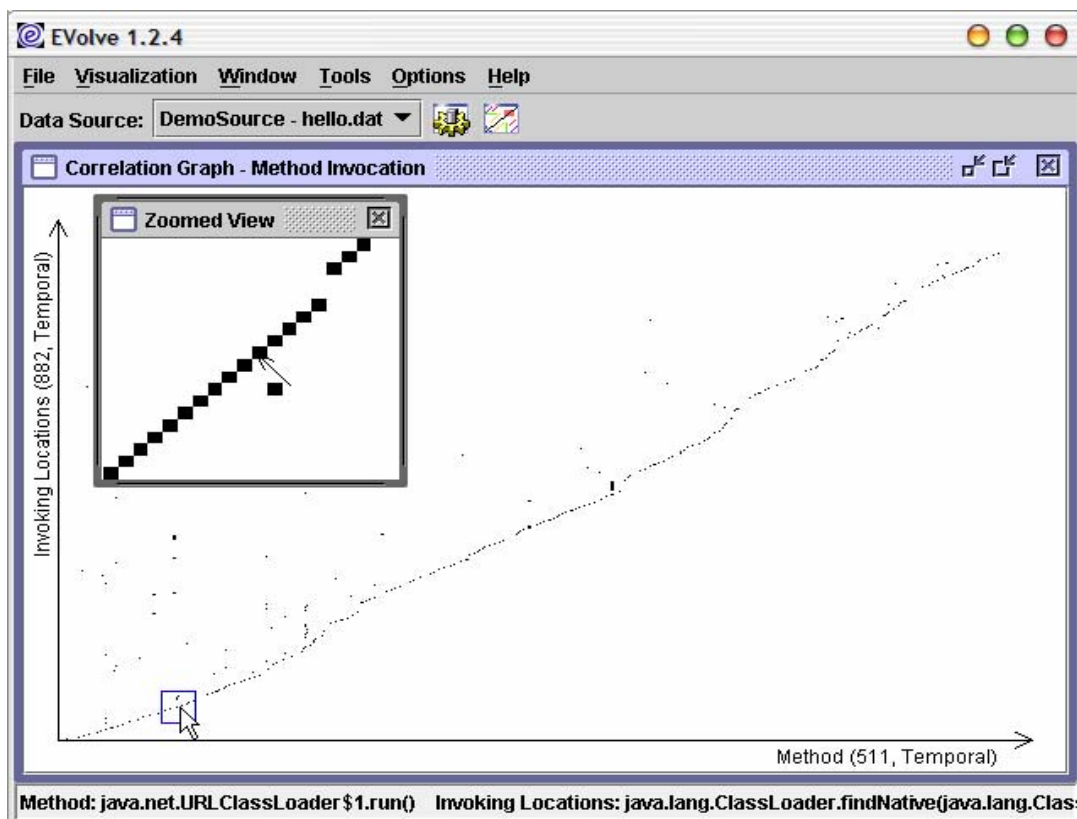 EVolve 1.2.4
File Visualization Window Tools Options Help
Data Source: DemoSource - hello.dat
Correlation Graph - Method Invocation
Zoomed View
Invoking Locations (882, Temporal)
Method (511, Temporal)
Method: java.net.URLClassLoader$1.run() Invoking Locations: java.lang.ClassLoader.findNative(java.lang.Clas